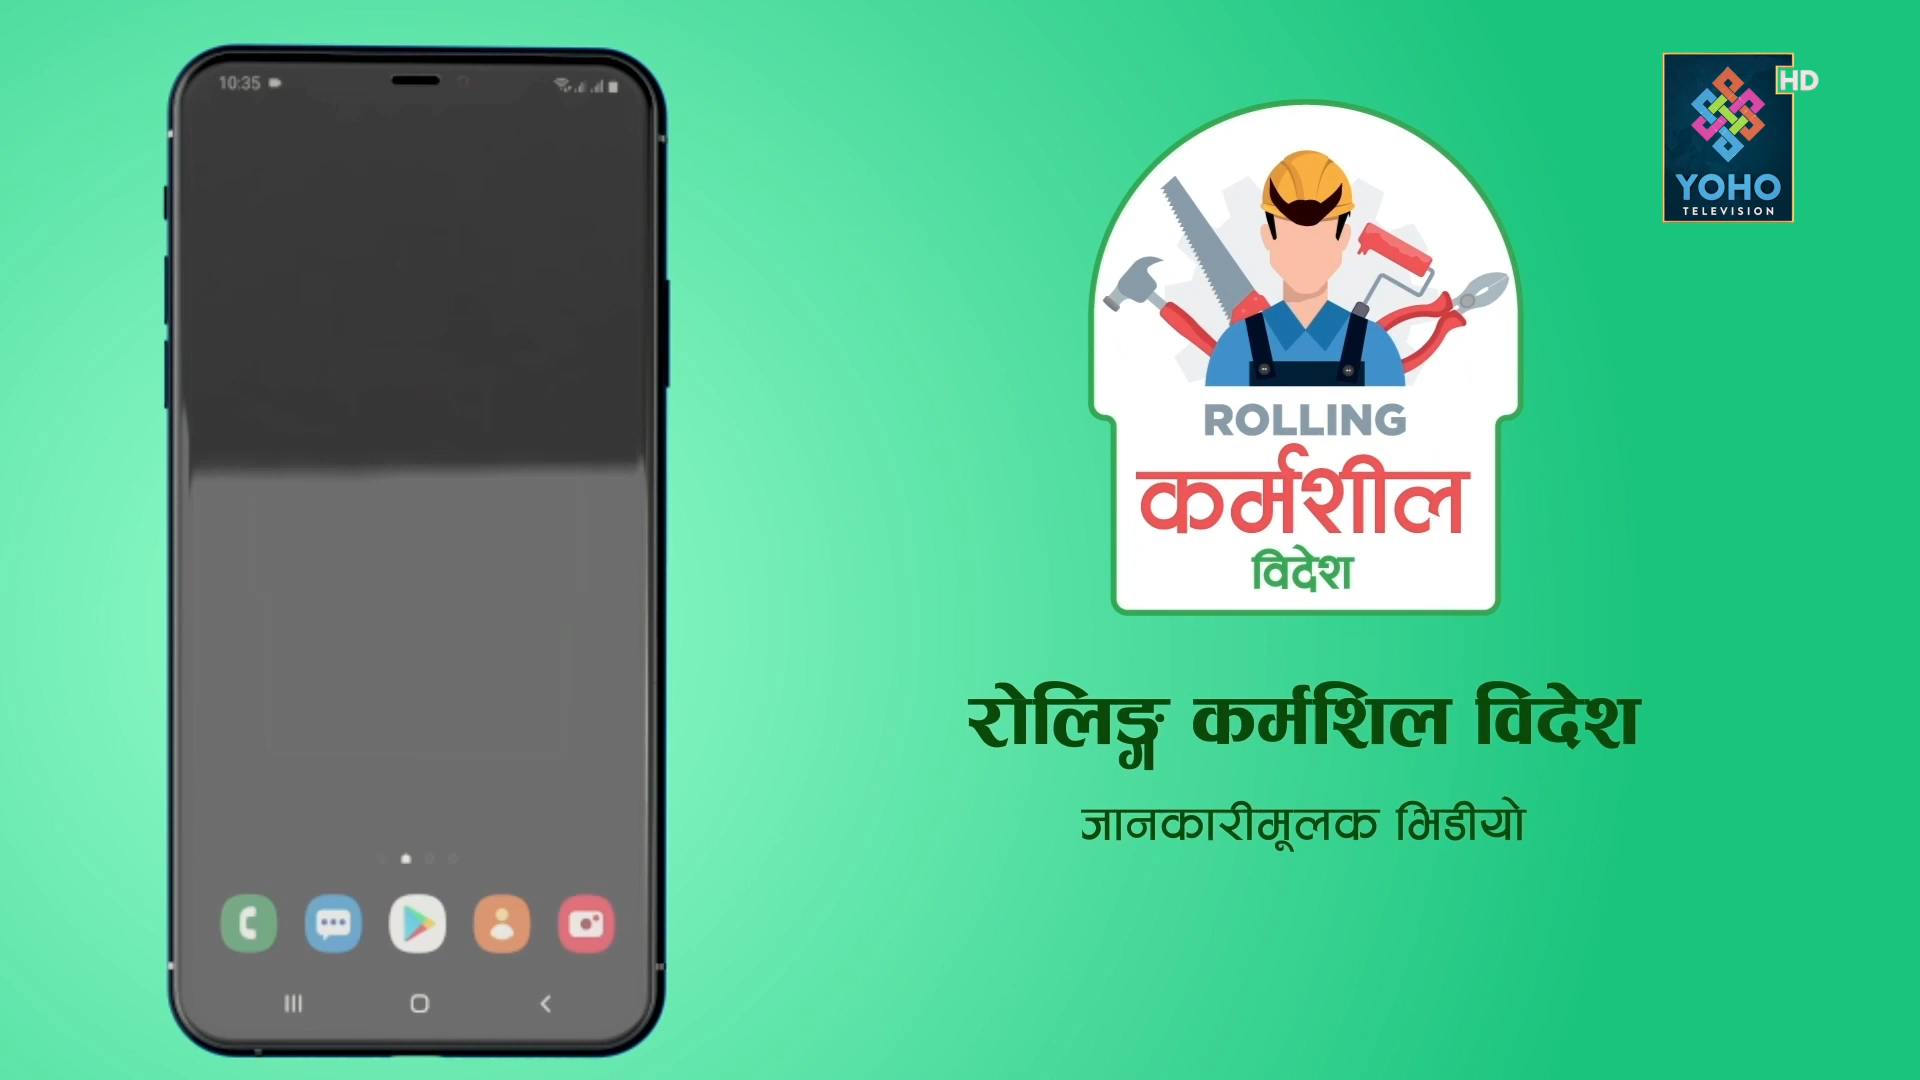 10:35
HD
YOHO
TELEVISION
ROLLING
कर्मशील
विदेश
रोलिङ्ग कर्मशिल विदेश
जानकारीमूलक भिडीयो